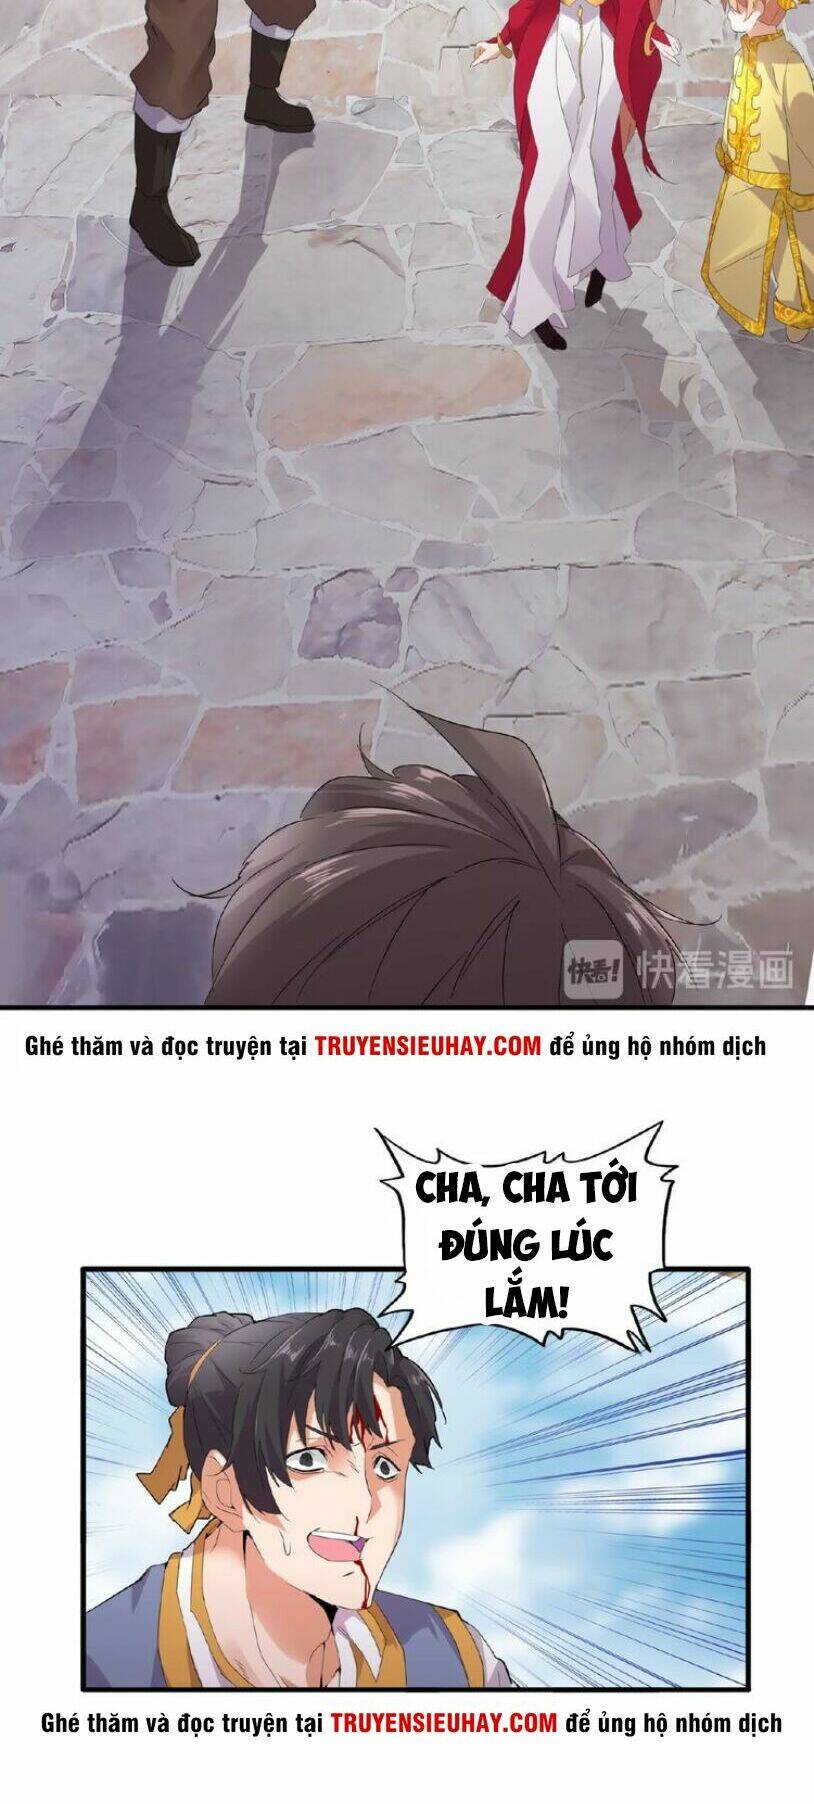 快看! 快看漫画
Ghé thăm và đọc truyện tại TRUYENSIEUHAY.COM để ủng hộ nhóm dịch
CHA, CHA TỚI
ĐÚNG LÚC
LẮM!
Ghé thăm và đọc truyện tại TRUYENSIEUHAY.COM để ủng hộ nhóm dịch